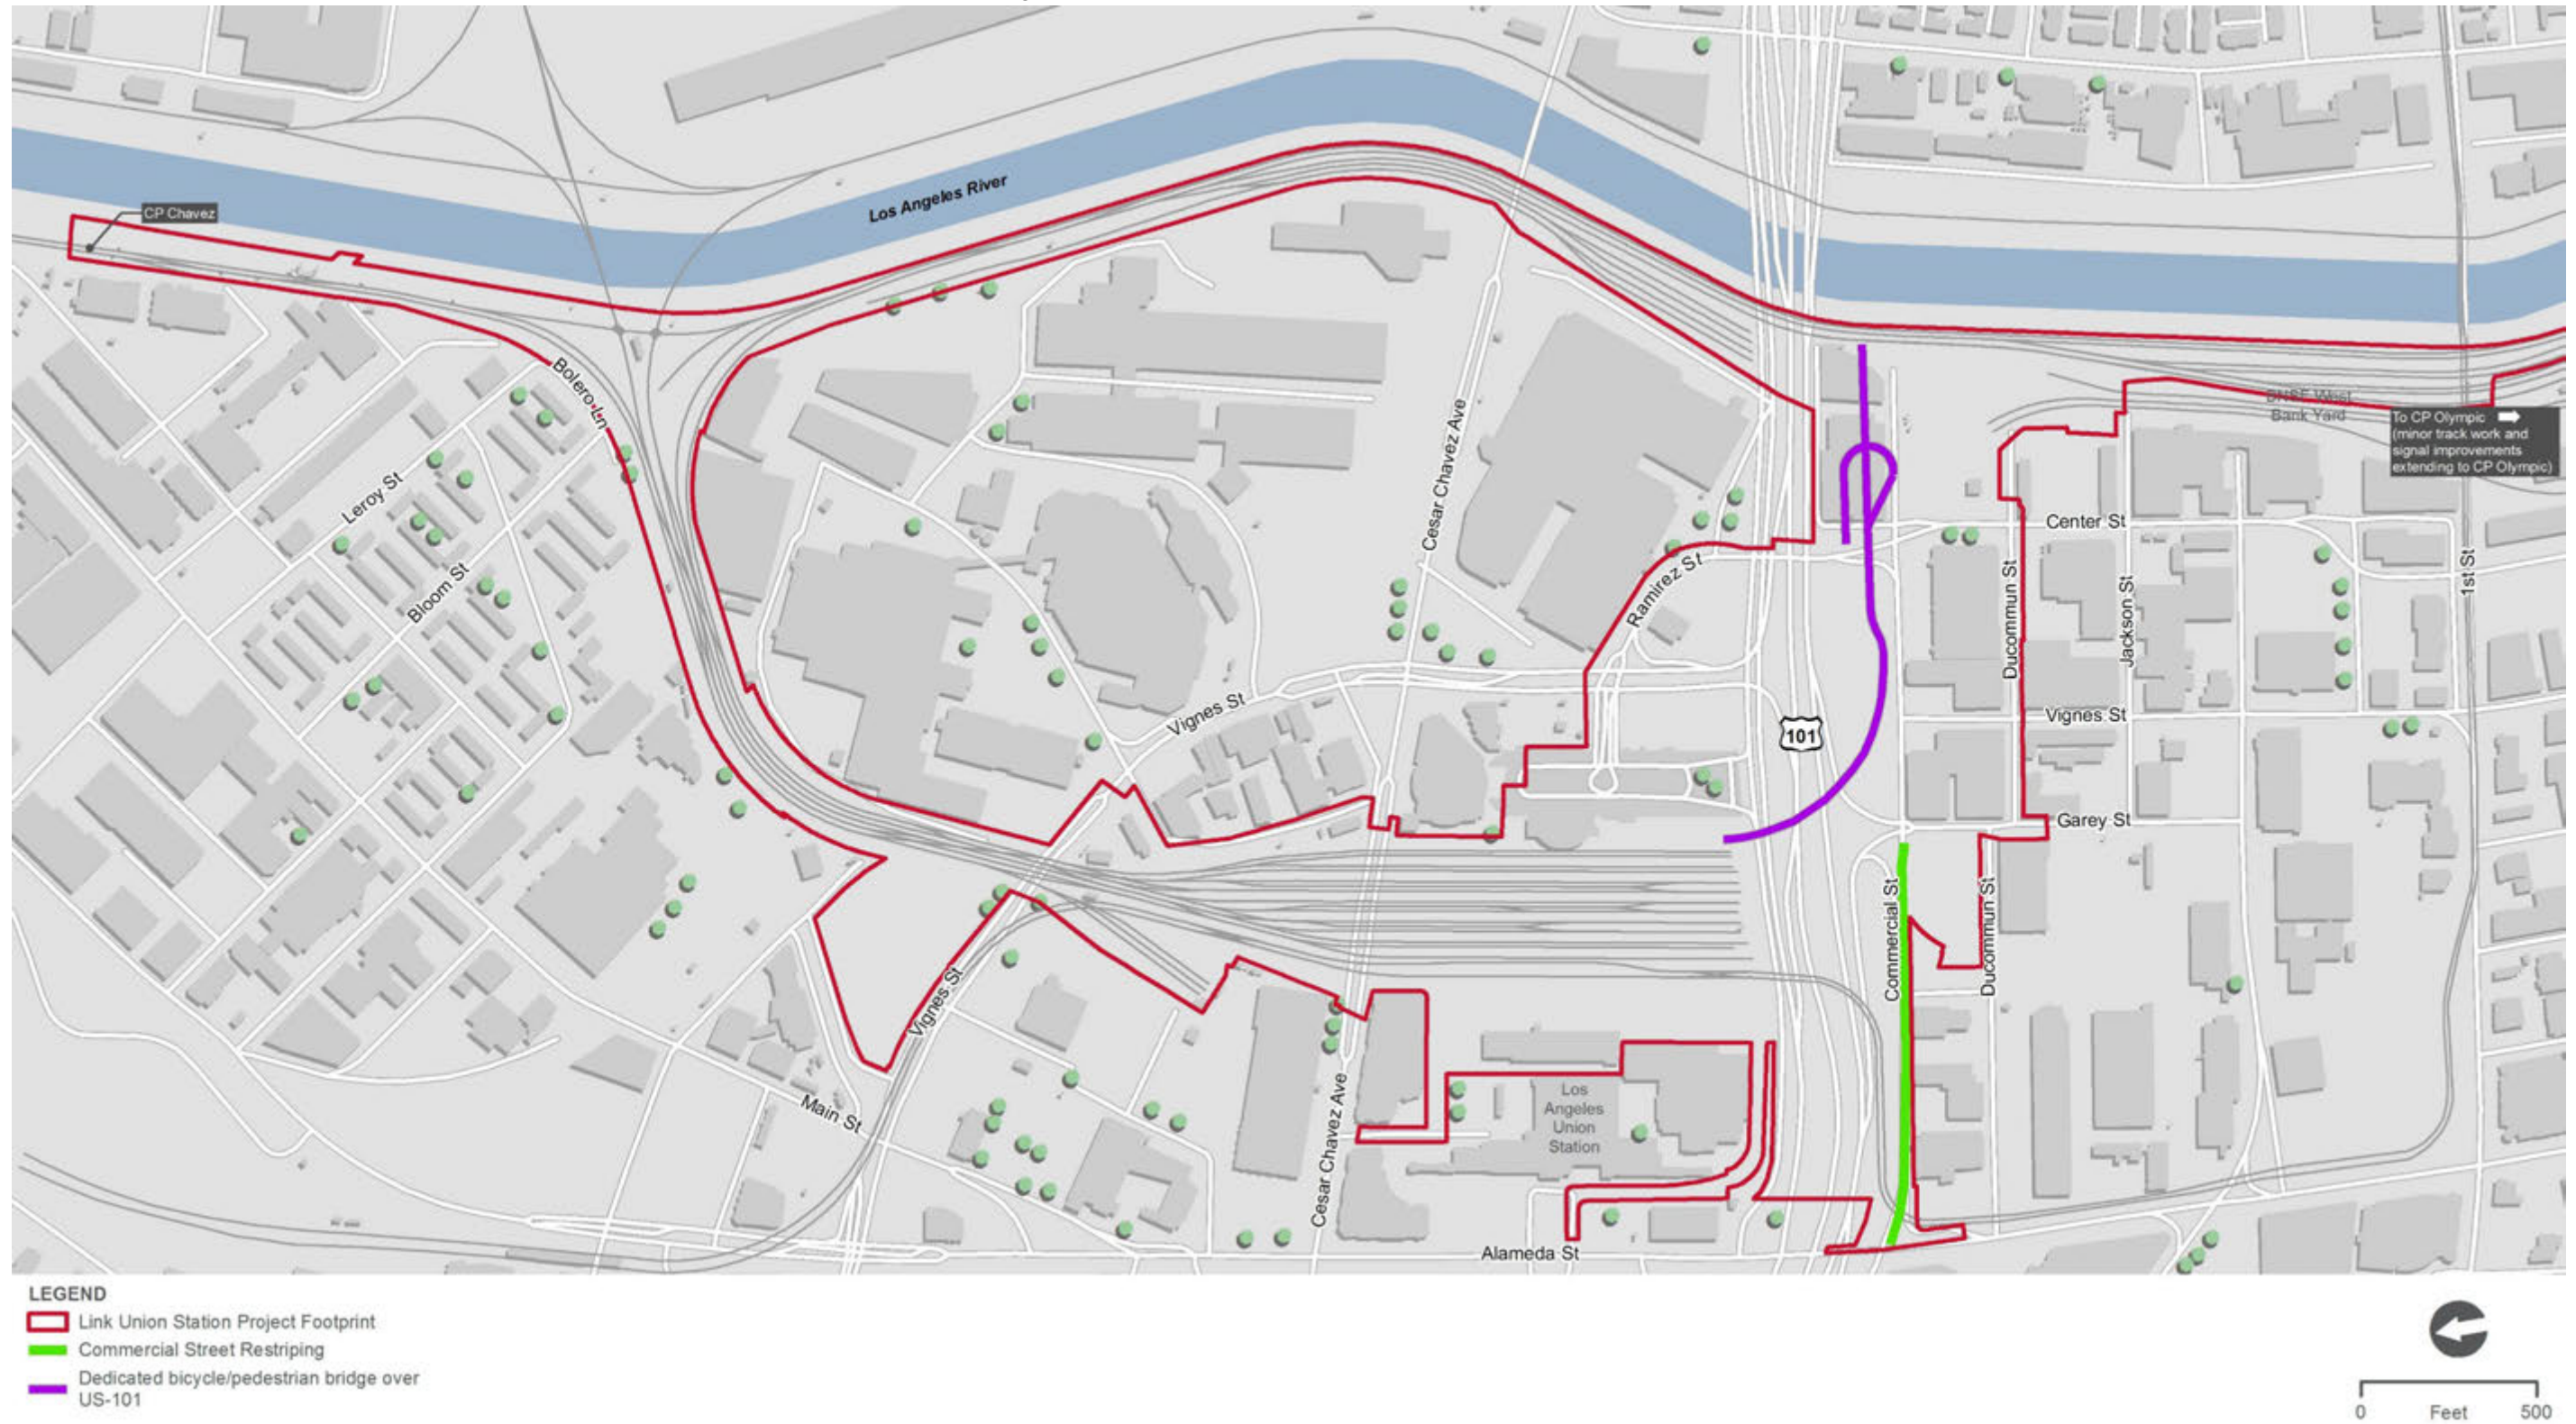 Los Angeles River
CP Chavez
BNSF West
Bank Yard
To CP Olympic
(minor track work and
signal improvements
extending to CP Olympic)
Bolero Ln
Leroy St
Bloom St
Cesar Chavez Ave
Ramirez St
Center St
Ducommun St
Jackson St
1st St
Vignes St
101
Vignes St
Garey St
Commercial St
Ducommun St
Vignes St
Main St
Cesar Chavez Ave
Los
Angeles
Union
Station
Alameda St
LEGEND
Link Union Station Project Footprint
Commercial Street Restriping
Dedicated bicycle/pedestrian bridge over
US-101
0 Feet 500